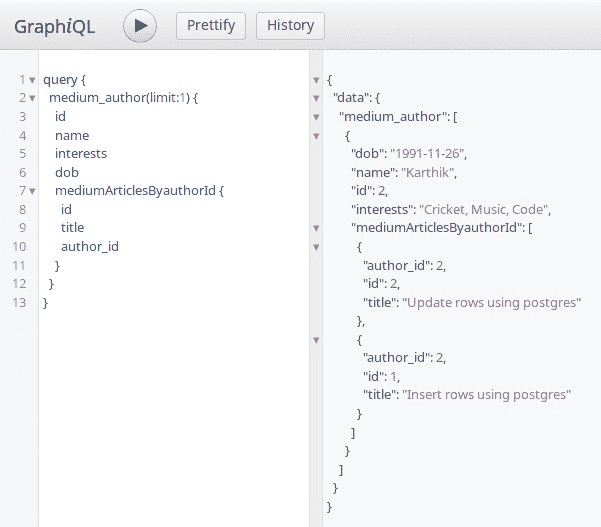 GraphiQL
Prettify
History
1 query {
2 medium_author(limit:1) {
3 id
4 name
5 interests
6 dob
7 mediumArticlesByauthorId {
8 id
9 title
10 author_id
11 }
12 }
13 }
{
"data": {
"medium_author": [
{
"dob": "1991-11-26",
"name": "Karthik",
"id": 2,
"interests": "Cricket, Music, Code",
"mediumArticlesByauthorId": [
{
"author_id": 2,
"id": 2,
"title": "Update rows using postgres"
},
{
"author_id": 2,
"id": 1,
"title": "Insert rows using postgres"
}
]
}
]
}
}